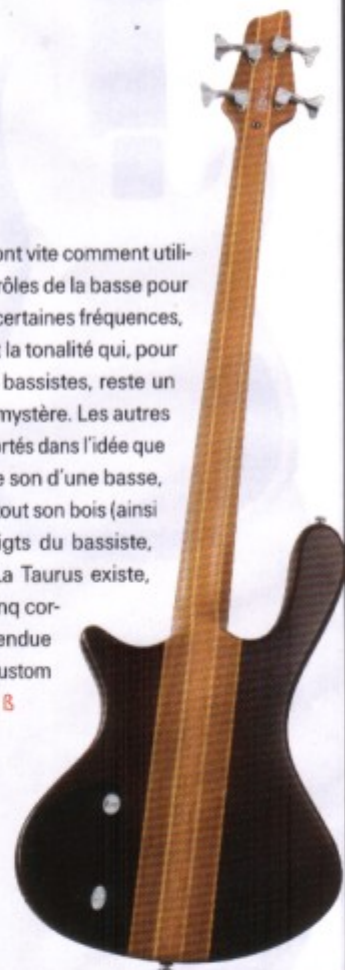 ont vite comment utili-
rôles de la basse pour
certaines fréquences,
t la tonalité qui, pour
bassistes, reste un
mystère. Les autres
rtés dans l'idée que
e son d'une basse,
tout son bois (ainsi
igts du bassiste,
La Taurus existe,
nq cor-
endue
ustom
ß